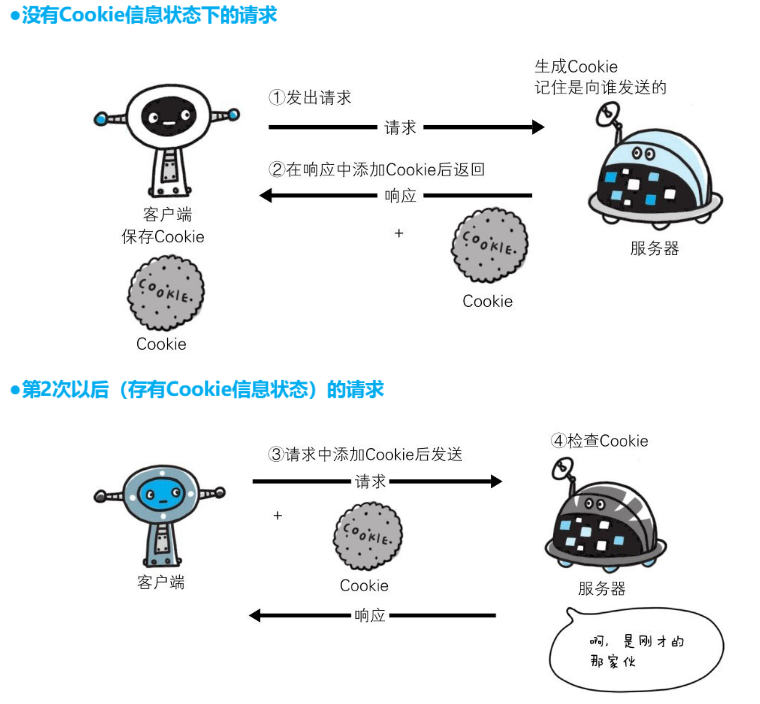 ●没有Cookie信息状态下的请求
生成Cookie
记住是向谁发送的
①发出请求
请求
②在响应中添加Cookie后返回
响应
+
客户端
保存Cookie
服务器
COOKIE.
Cookie
COOKIE.
Cookie
●第2次以后（存有Cookie信息状态）的请求
④检查Cookie
③请求中添加Cookie后发送
请求
+
COOKIE.
Cookie
客户端
服务器
响应
啊，是刚才的
那家伙